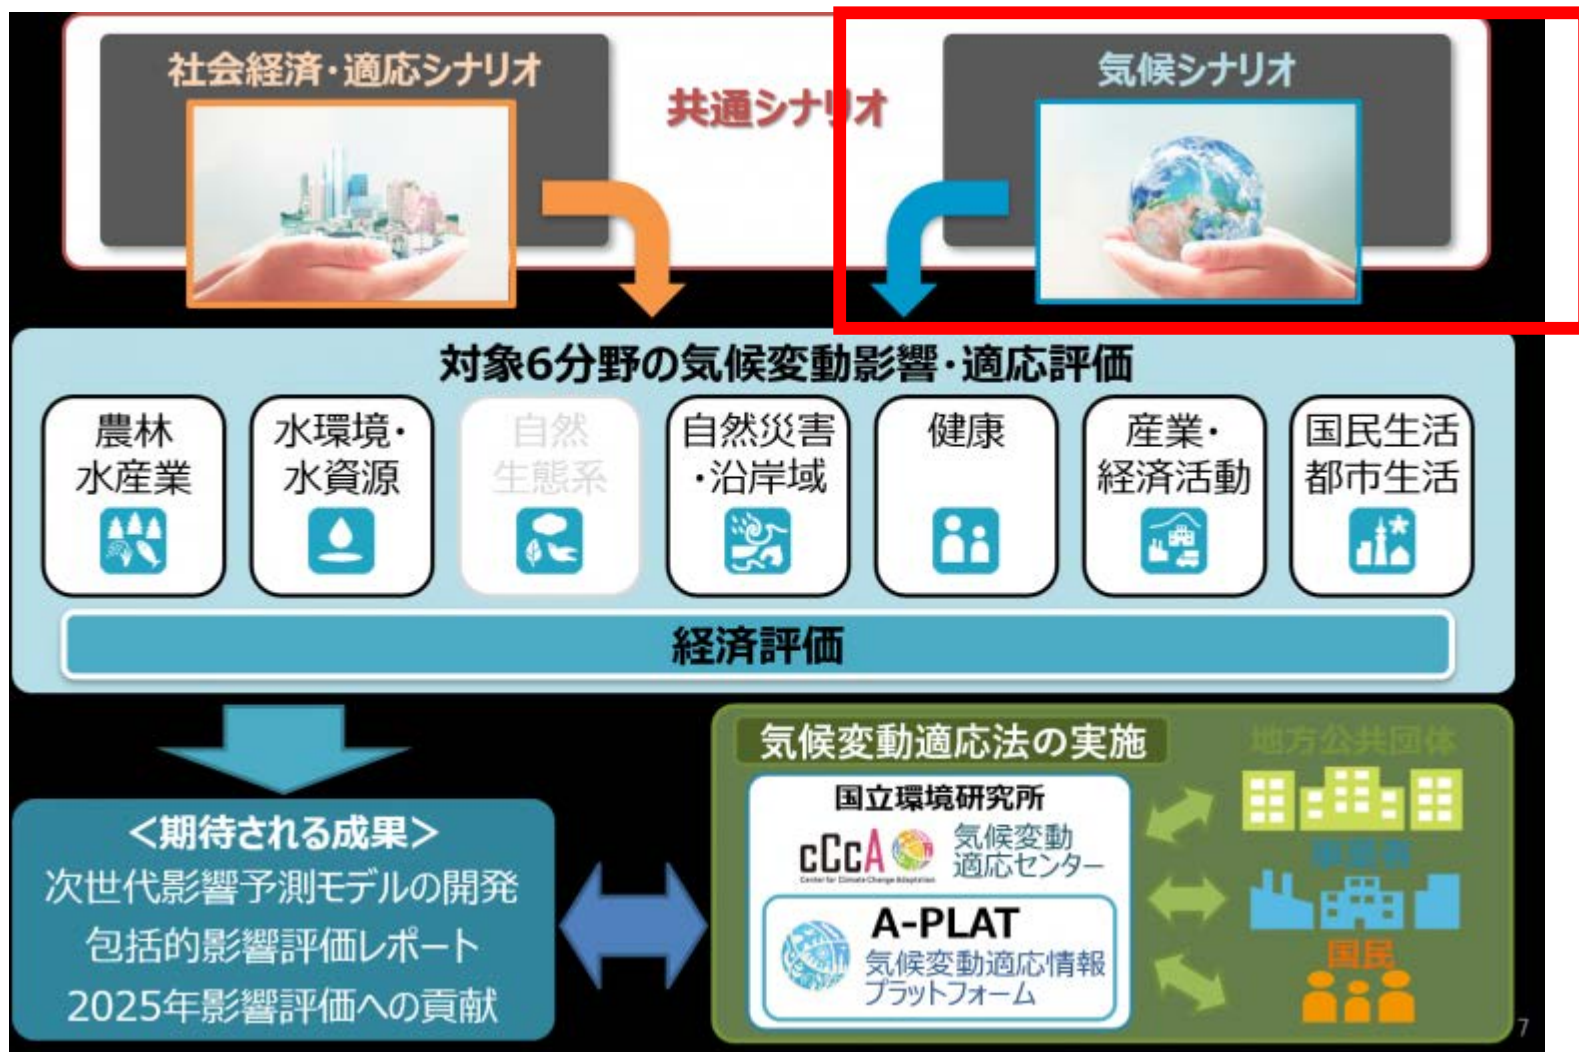 社会経済・適応シナリオ
共通シナリオ
気候シナリオ
対象6分野の気候変動影響・適応評価
農林
水産業
水環境・
水資源
自然
生態系
自然災害
・沿岸域
健康
産業・
経済活動
国民生活
都市生活
経済評価
<期待される成果>
次世代影響予測モデルの開発
包括的影響評価レポート
2025年影響評価への貢献
気候変動適応法の実施
国立環境研究所
CCCA
Center for Climate Change Adaptation
気候変動
適応センター
A-PLAT
気候変動適応情報
プラットフォーム
地方公共団体
事業者
国民
7